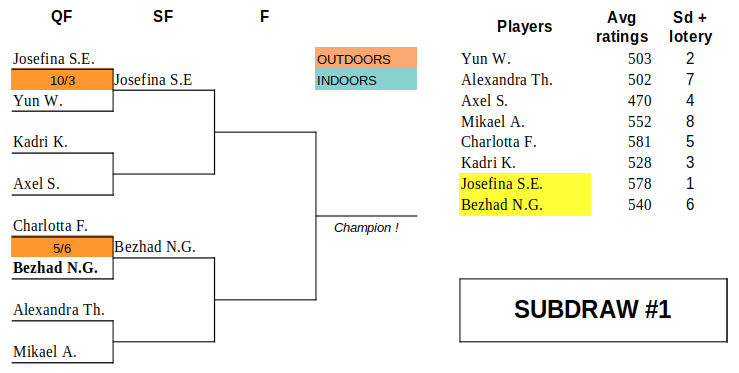 QF SF F
Josefina S.E.
10/3
Josefina S.E
Yun W.
Kadri K.
Axel S.
Charlotta F.
5/6
Bezhad N.G.
Bezhad N.G.
Alexandra Th.
Mikael A.
OUTDOORS
INDOORS
Champion !
Players Avg ratings Sd + lotery
Yun W. 503 2
Alexandra Th. 502 7
Axel S. 470 4
Mikael A. 552 8
Charlotta F. 581 5
Kadri K. 528 3
Josefina S.E. 578 1
Bezhad N.G. 540 6
SUBDRAW #1